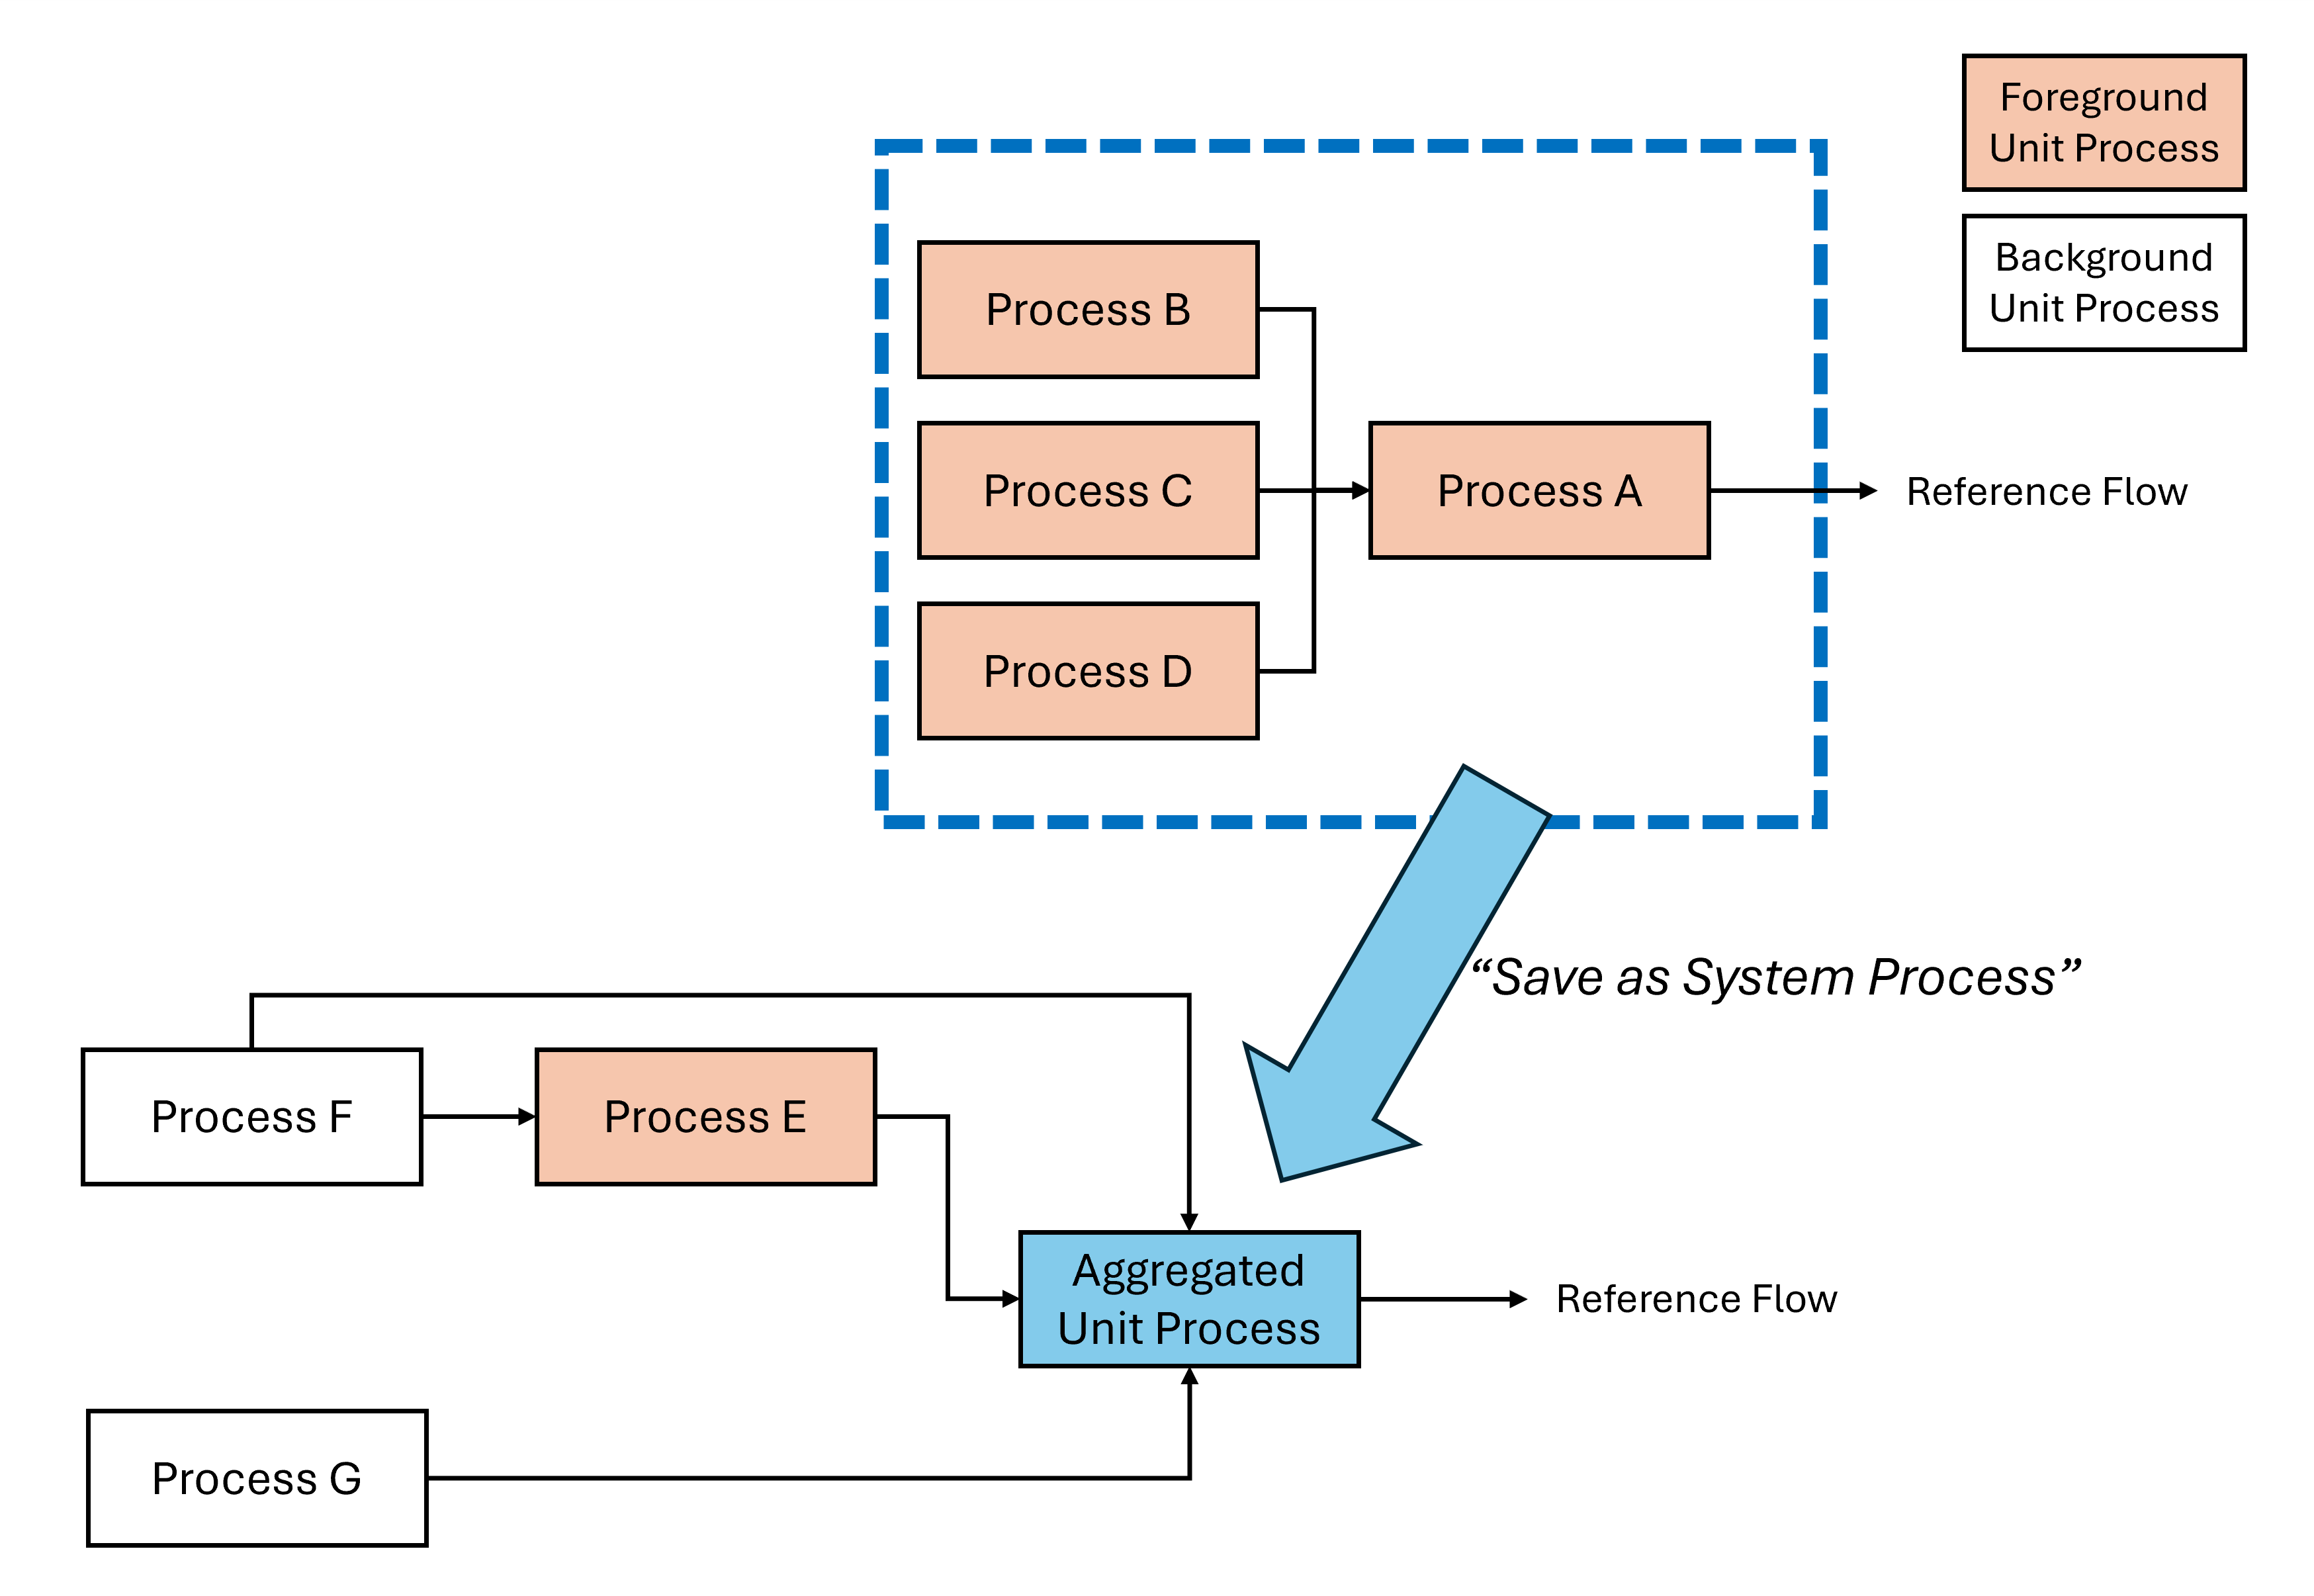 Foreground
Unit Process
Background
Unit Process
Process B
Process C
Process A
Reference Flow
Process D
“Save as System Process”
Process F
Process E
Aggregated
Unit Process
Reference Flow
Process G